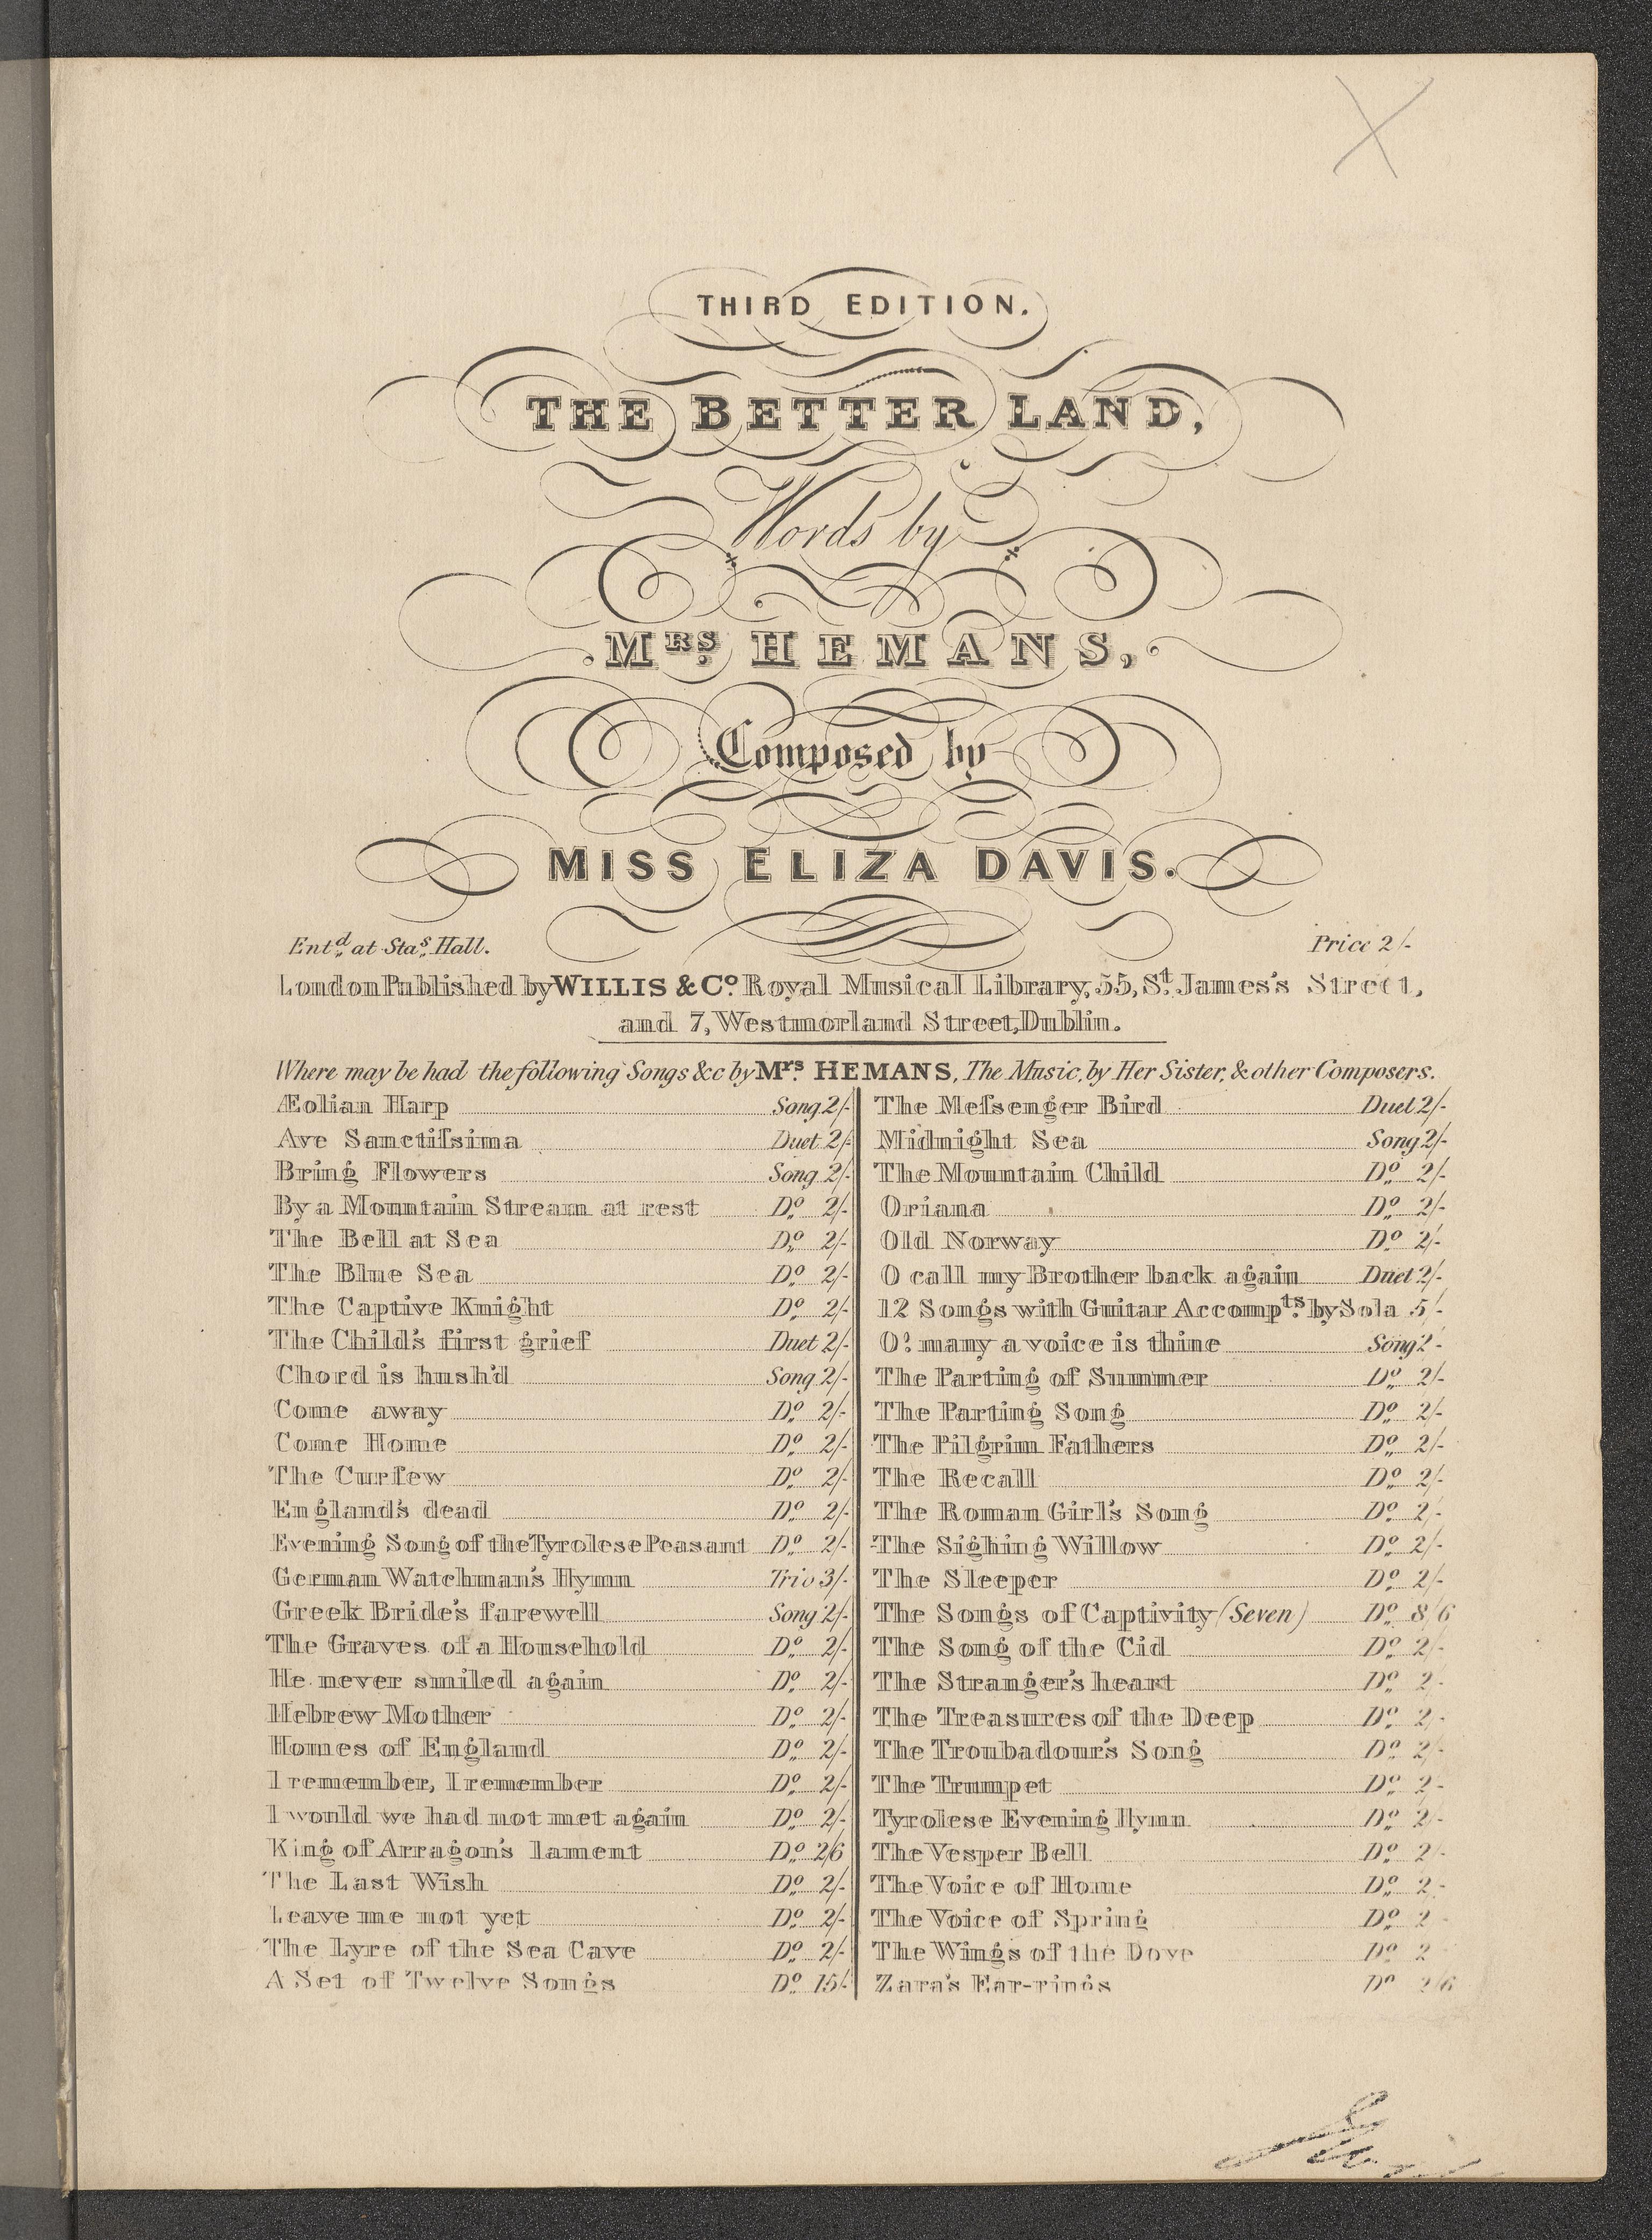 THIRD EDITION.
THE BETTER LAND,
Words by
MRS. HEMANS,
Composed by
MISS ELIZA DAVIS.
Entd. at Stas. Hall.
Price 2/-
London Published by WILLIS & Co. Royal Musical Library, 55, St. James's Street,
and 7, Westmorland Street, Dublin.
Where may be had the following Songs &c by Mrs. HEMANS, The Music, by Her Sister, & other Composers.
Æolian Harp Song 2/-
Ave Sanctiſsima Duet 2/-
Bring Flowers Song 2/-
By a Mountain Stream at rest Do. 2/-
The Bell at Sea Do. 2/-
The Blue Sea Do. 2/-
The Captive Knight Do. 2/-
The Child's first grief Duet 2/-
Chord is hush'd Song 2/-
Come away Do. 2/-
Come Home Do. 2/-
The Curfew Do. 2/-
England's dead Do. 2/-
Evening Song of the Tyrolese Peasant Do. 2/-
German Watchman's Hymn Trio 3/-
Greek Bride's farewell Song 2/-
The Graves of a Household Do. 2/-
He never smiled again Do. 2/-
Hebrew Mother Do. 2/-
Homes of England Do. 2/-
I remember, I remember Do. 2/-
I would we had not met again Do. 2/-
King of Arragon's lament Do. 2/6
The Last Wish Do. 2/-
Leave me not yet Do. 2/-
The Lyre of the Sea Cave Do. 2/-
A Set of Twelve Songs Do. 15/-
The Meſsenger Bird Duet 2/-
Midnight Sea Song 2/-
The Mountain Child Do. 2/-
Oriana Do. 2/-
Old Norway Do. 2/-
O call my Brother back again Duet 2/-
12 Songs with Guitar Accompts. by Sola 5/-
O! many a voice is thine Song 2/-
The Parting of Summer Do. 2/-
The Parting Song Do. 2/-
The Pilgrim Fathers Do. 2/-
The Recall Do. 2/-
The Roman Girl's Song Do. 2/-
The Sighing Willow Do. 2/-
The Sleeper Do. 2/-
The Songs of Captivity (Seven) Do. 8/6
The Song of the Cid Do. 2/-
The Stranger's heart Do. 2/-
The Treasures of the Deep Do. 2/-
The Troubadour's Song Do. 2/-
The Trumpet Do. 2/-
Tyrolese Evening Hymn Do. 2/-
The Vesper Bell Do. 2/-
The Voice of Home Do. 2/-
The Voice of Spring Do. 2
The Wings of the Dove Do. 2
Zara's Ear-rings Do. 2/6